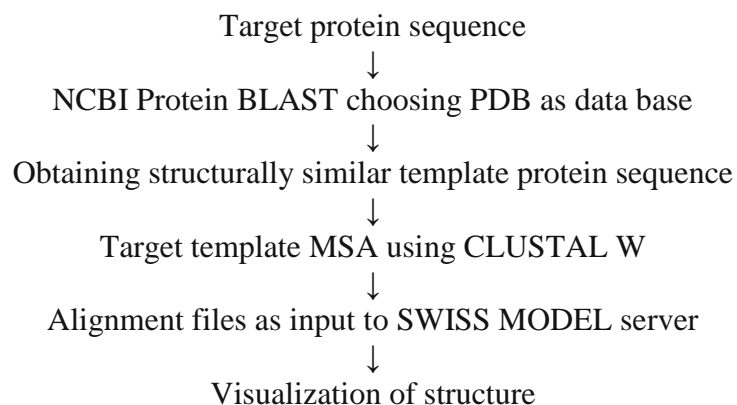 Target protein sequence
↓
NCBI Protein BLAST choosing PDB as data base
↓
Obtaining structurally similar template protein sequence
↓
Target template MSA using CLUSTAL W
↓
Alignment files as input to SWISS MODEL server
↓
Visualization of structure